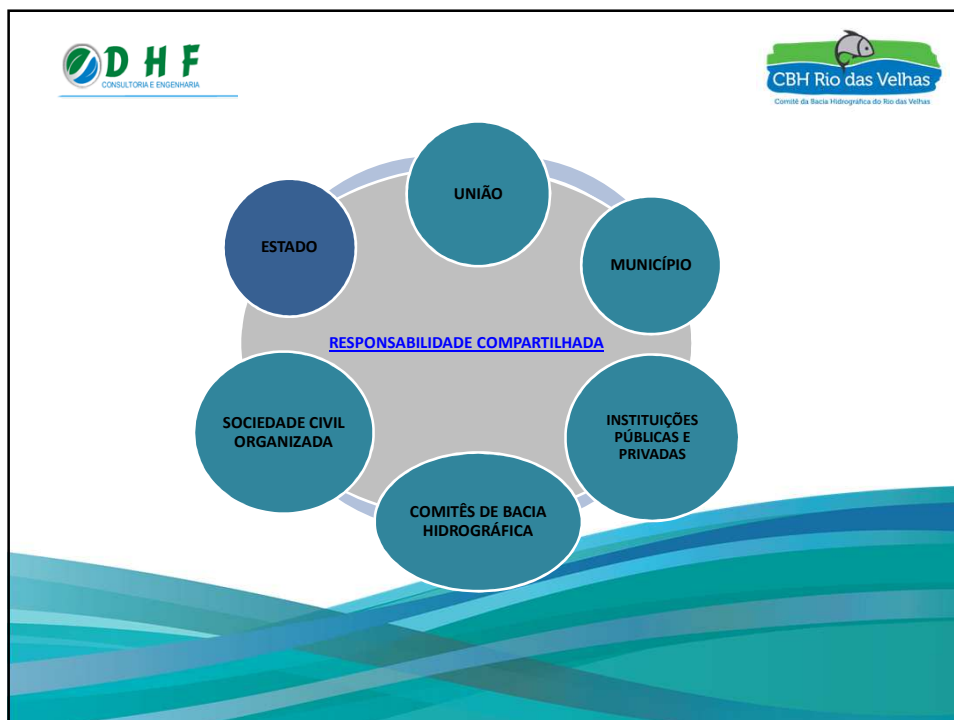 DHF
CONSULTORIA E ENGENHARIA
CBH Rio das Velhas
Comitê da Bacia Hidrográfica do Rio das Velhas
UNIÃO
ESTADO
MUNICÍPIO
RESPONSABILIDADE COMPARTILHADA
SOCIEDADE CIVIL
ORGANIZADA
INSTITUIÇÕES
PÚBLICAS E
PRIVADAS
COMITÊS DE BACIA
HIDROGRÁFICA